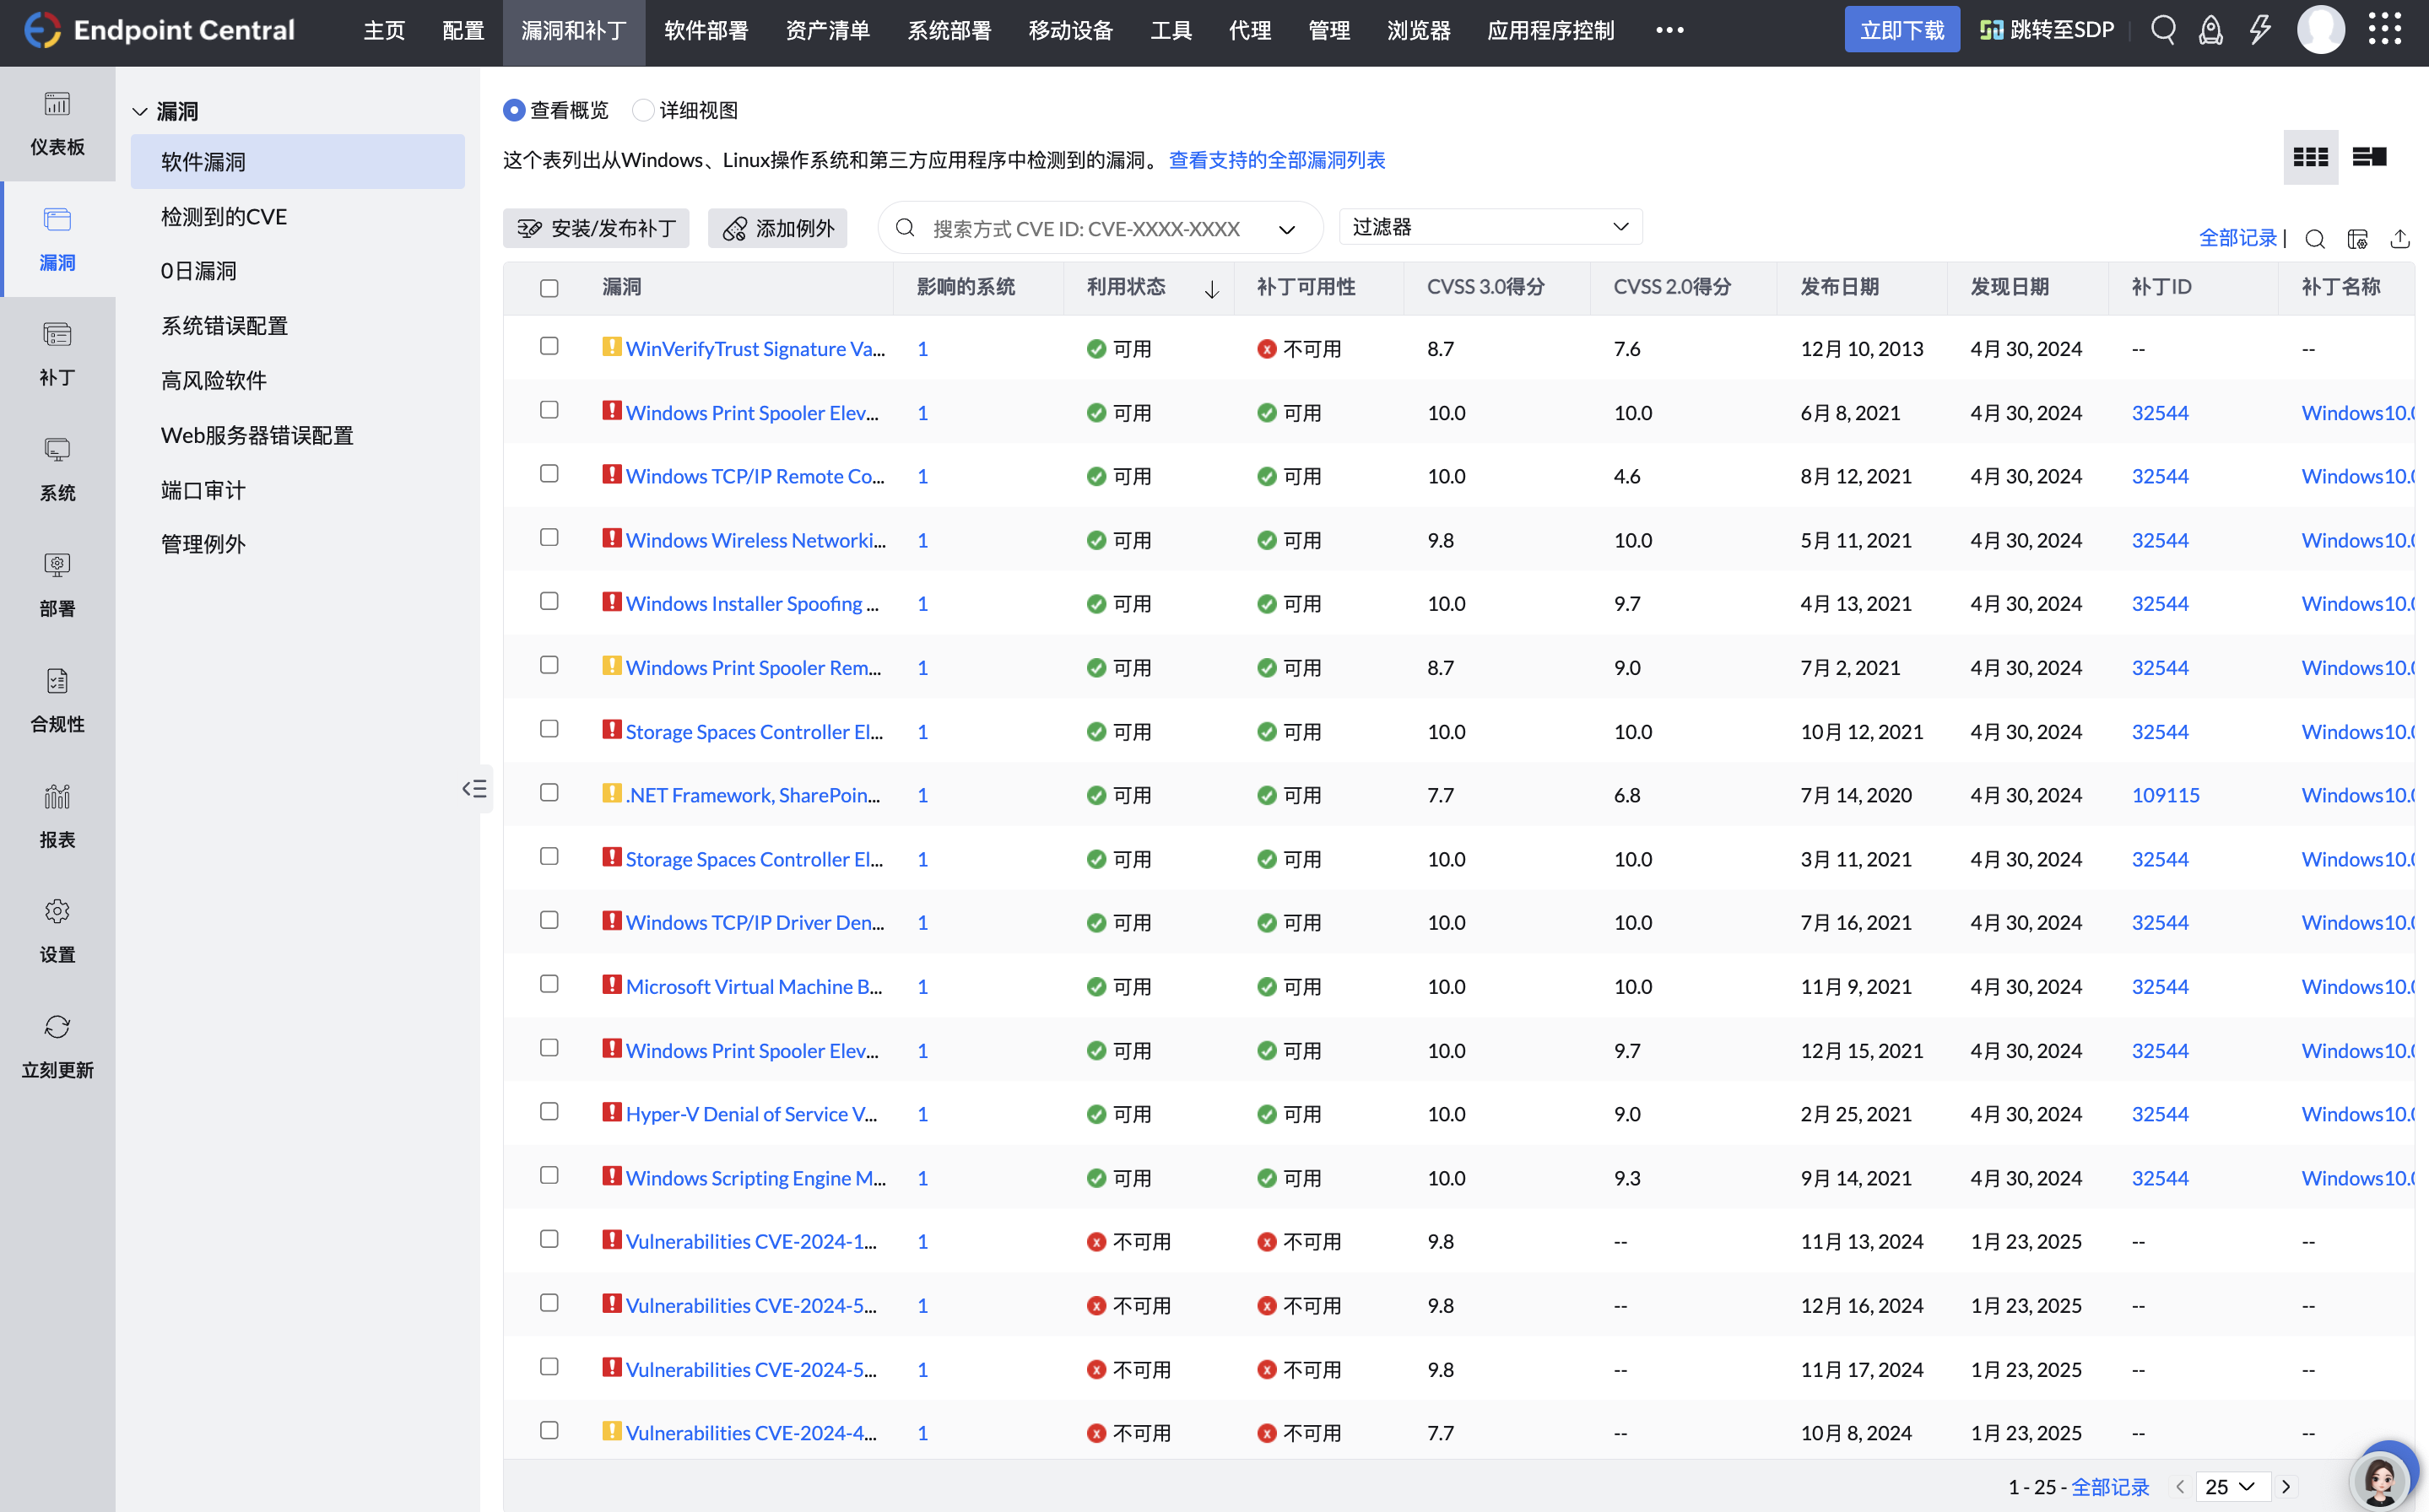 Endpoint Central 主页 配置 漏洞和补丁 软件部署 资产清单 系统部署 移动设备 工具 代理 管理 浏览器 应用程序控制 ••• 立即下载 跳转至SDP
仪表板
漏洞
补丁
系统
部署
合规性
报表
设置
立刻更新
漏洞
软件漏洞
检测到的CVE
0日漏洞
系统错误配置
高风险软件
Web服务器错误配置
端口审计
管理例外
查看概览 详细视图
这个表列出从Windows、Linux操作系统和第三方应用程序中检测到的漏洞。 查看支持的全部漏洞列表
安装/发布补丁 添加例外 搜索方式 CVE ID: CVE-XXXX-XXXX 过滤器 全部记录 |
漏洞 影响的系统 利用状态 补丁可用性 CVSS 3.0得分 CVSS 2.0得分 发布日期 发现日期 补丁ID 补丁名称
WinVerifyTrust Signature Va... 1 可用 不可用 8.7 7.6 12月 10, 2013 4月 30, 2024 -- --
Windows Print Spooler Elev... 1 可用 可用 10.0 10.0 6月 8, 2021 4月 30, 2024 32544 Windows10.0
Windows TCP/IP Remote Co... 1 可用 可用 10.0 4.6 8月 12, 2021 4月 30, 2024 32544 Windows10.0
Windows Wireless Networki... 1 可用 可用 9.8 10.0 5月 11, 2021 4月 30, 2024 32544 Windows10.0
Windows Installer Spoofing ... 1 可用 可用 10.0 9.7 4月 13, 2021 4月 30, 2024 32544 Windows10.0
Windows Print Spooler Rem... 1 可用 可用 8.7 9.0 7月 2, 2021 4月 30, 2024 32544 Windows10.0
Storage Spaces Controller El... 1 可用 可用 10.0 10.0 10月 12, 2021 4月 30, 2024 32544 Windows10.0
.NET Framework, SharePoin... 1 可用 可用 7.7 6.8 7月 14, 2020 4月 30, 2024 109115 Windows10.0
Storage Spaces Controller El... 1 可用 可用 10.0 10.0 3月 11, 2021 4月 30, 2024 32544 Windows10.0
Windows TCP/IP Driver Den... 1 可用 可用 10.0 10.0 7月 16, 2021 4月 30, 2024 32544 Windows10.0
Microsoft Virtual Machine B... 1 可用 可用 10.0 10.0 11月 9, 2021 4月 30, 2024 32544 Windows10.0
Windows Print Spooler Elev... 1 可用 可用 10.0 9.7 12月 15, 2021 4月 30, 2024 32544 Windows10.0
Hyper-V Denial of Service V... 1 可用 可用 10.0 9.0 2月 25, 2021 4月 30, 2024 32544 Windows10.0
Windows Scripting Engine M... 1 可用 可用 10.0 9.3 9月 14, 2021 4月 30, 2024 32544 Windows10.0
Vulnerabilities CVE-2024-1... 1 不可用 不可用 9.8 -- 11月 13, 2024 1月 23, 2025 -- --
Vulnerabilities CVE-2024-5... 1 不可用 不可用 9.8 -- 12月 16, 2024 1月 23, 2025 -- --
Vulnerabilities CVE-2024-5... 1 不可用 不可用 9.8 -- 11月 17, 2024 1月 23, 2025 -- --
Vulnerabilities CVE-2024-4... 1 不可用 不可用 7.7 -- 10月 8, 2024 1月 23, 2025 -- --
1 - 25 - 全部记录 25